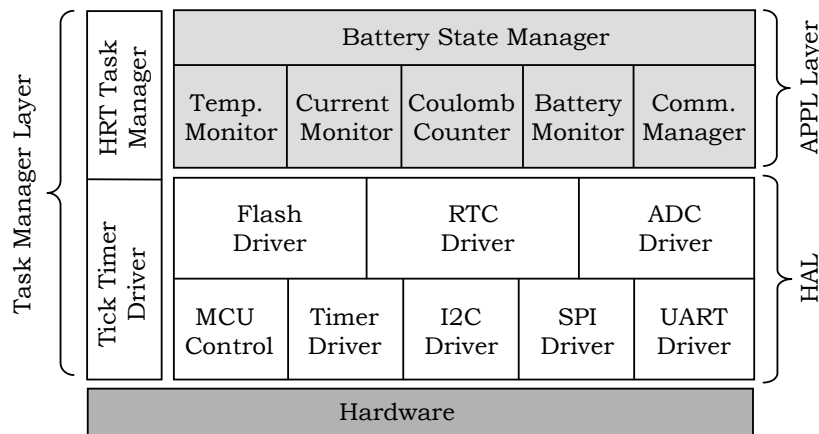 Task Manager Layer
HRT Task
Manager
Tick Timer
Driver
Battery State Manager
Temp.
Monitor
Current
Monitor
Coulomb
Counter
Battery
Monitor
Comm.
Manager
APPL Layer
Flash
Driver
RTC
Driver
ADC
Driver
MCU
Control
Timer
Driver
I2C
Driver
SPI
Driver
UART
Driver
HAL
Hardware